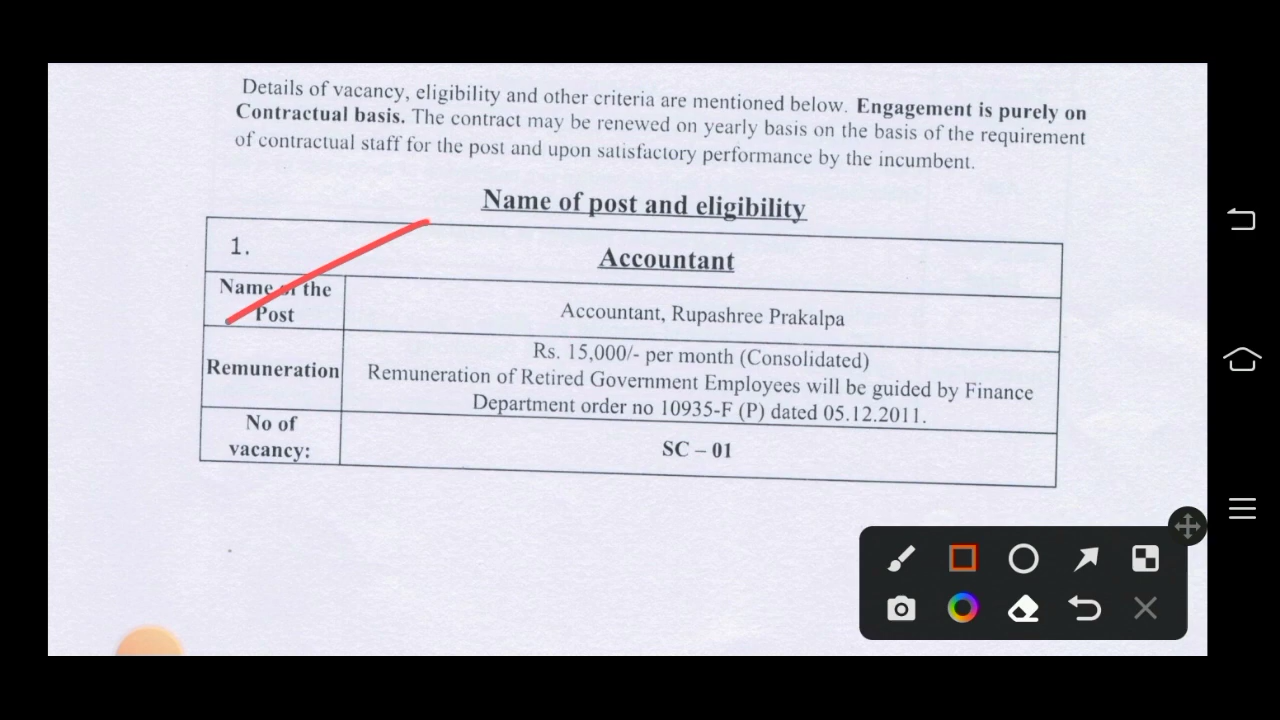 Details of vacancy, eligibility and other criteria are mentioned below. Engagement is purely on
Contractual basis. The contract may be renewed on yearly basis on the basis of the requirement
of contractual staff for the post and upon satisfactory performance by the incumbent.
Name of post and eligibility
1.
Accountant
Name of the
Post
Accountant, Rupashree Prakalpa
Remuneration
Rs. 15,000/- per month (Consolidated)
Remuneration of Retired Government Employees will be guided by Finance
Department order no 10935-F (P) dated 05.12.2011.
No of
vacancy:
SC – 01